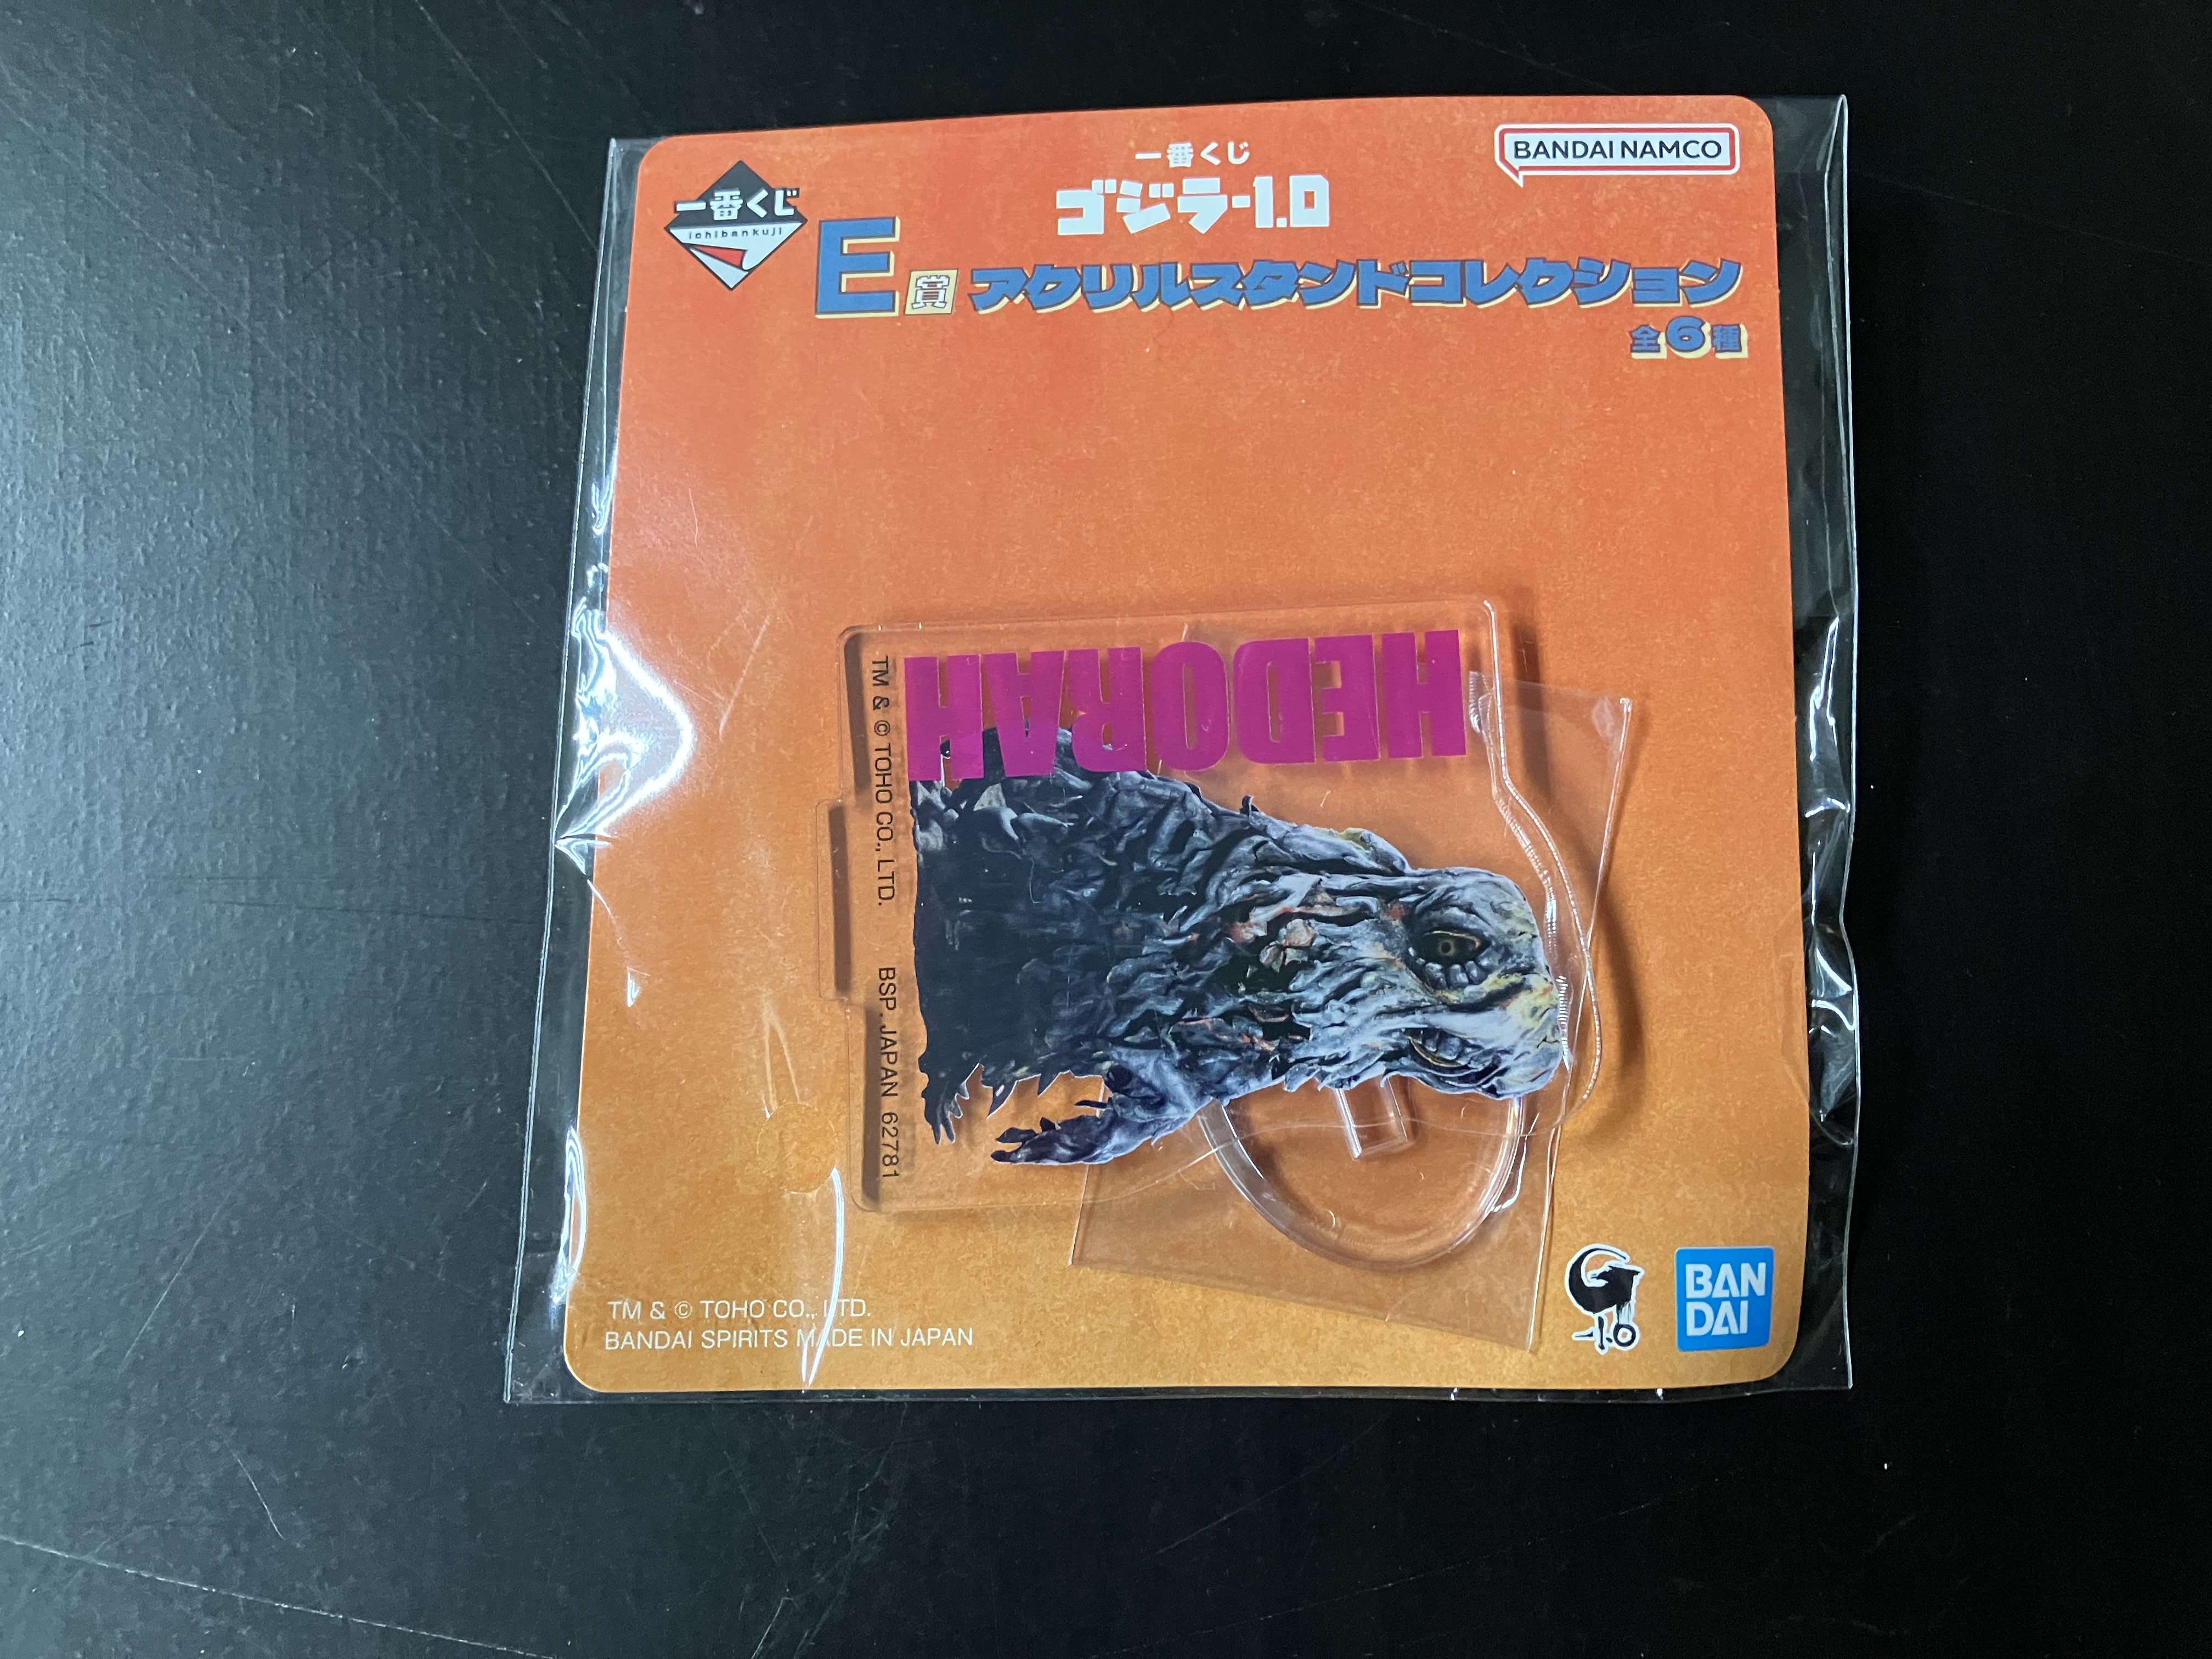 一番くじ
ichibankuji
一番くじ
ゴジラ-1.0
BANDAI NAMCO
E賞 アクリルスタンドコレクション
全6種
HEDORAH
TM & © TOHO CO., LTD. BSP. JAPAN 62781
TM & © TOHO CO., LTD.
BANDAI SPIRITS MADE IN JAPAN
G
-1.0
BAN
DAI